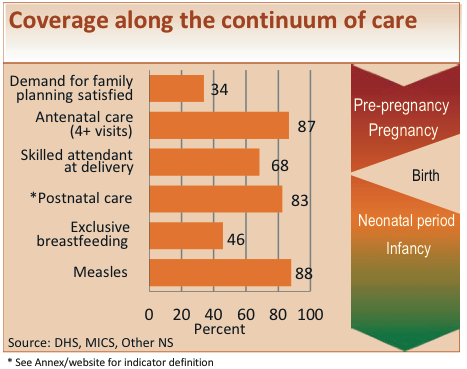 Coverage along the continuum of care
Demand for family
planning satisfied
34
Antenatal care
(4+ visits)
87
Skilled attendant
at delivery
68
*Postnatal care
83
Exclusive
breastfeeding
46
Measles
88
0 20 40 60 80 100
Percent
Pre-pregnancy
Pregnancy
Birth
Neonatal period
Infancy
Source: DHS, MICS, Other NS
* See Annex/website for indicator definition